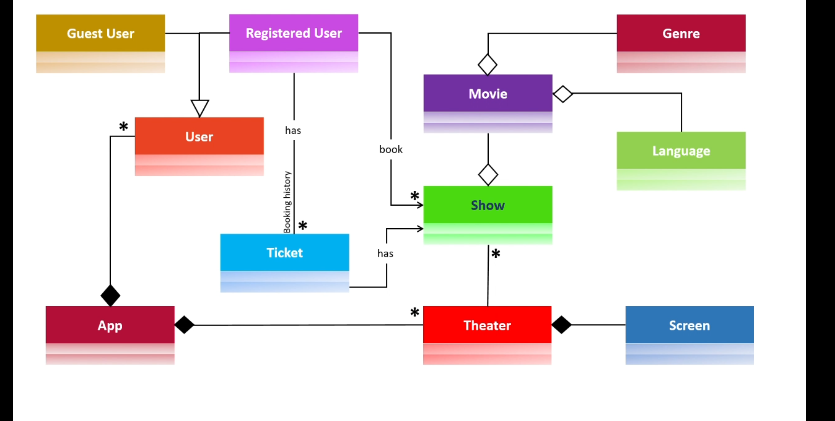 Guest User
Registered User
Genre
Movie
*
User
has
book
Language
Booking history
*
*
Show
Ticket
has
*
App
*
Theater
Screen